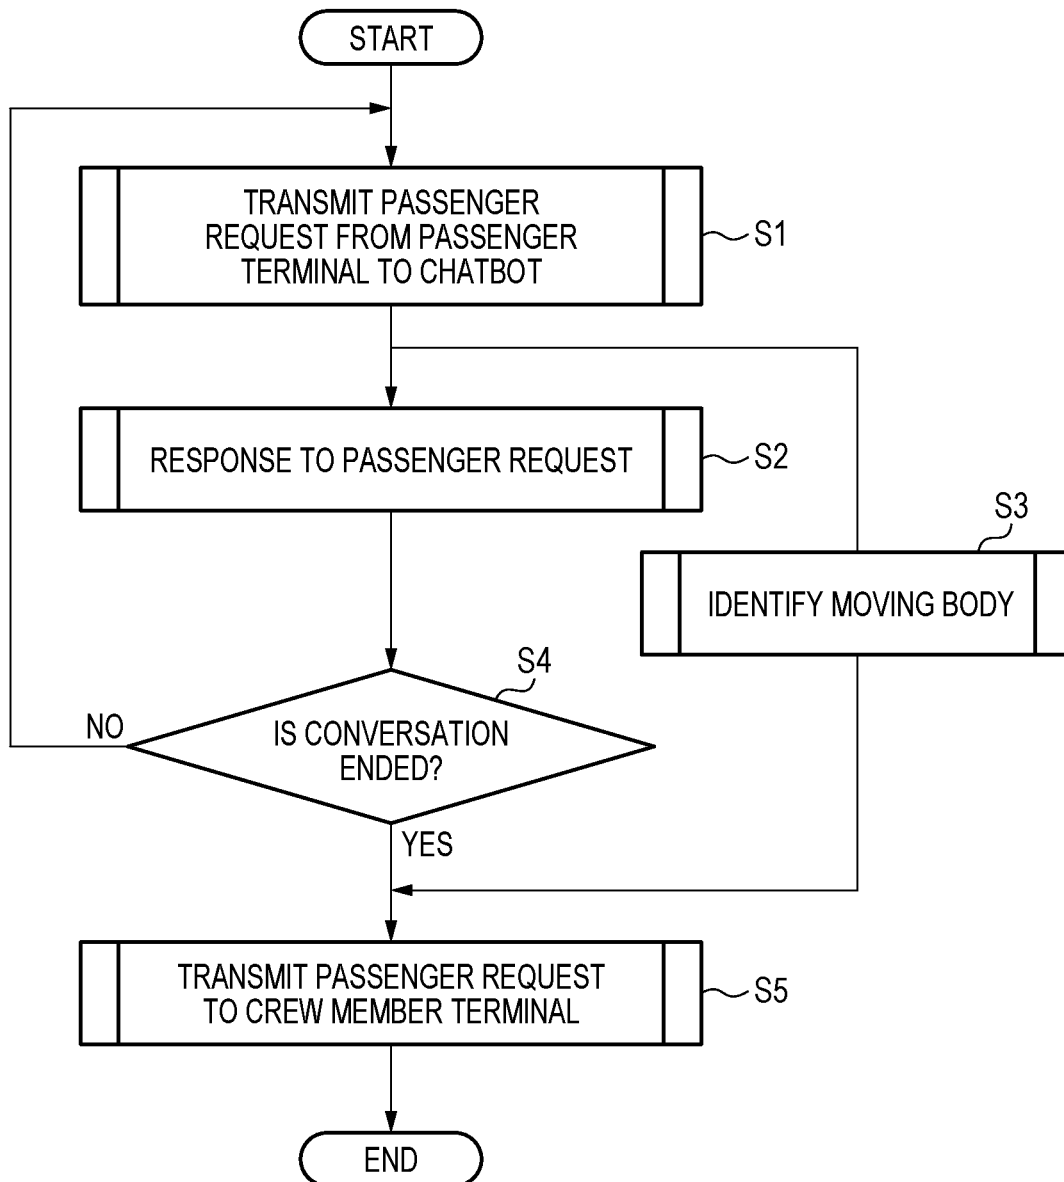 START
TRANSMIT PASSENGER
REQUEST FROM PASSENGER
TERMINAL TO CHATBOT
S1
RESPONSE TO PASSENGER REQUEST
S2
S3
IDENTIFY MOVING BODY
S4
IS CONVERSATION
ENDED?
NO
YES
TRANSMIT PASSENGER REQUEST
TO CREW MEMBER TERMINAL
S5
END